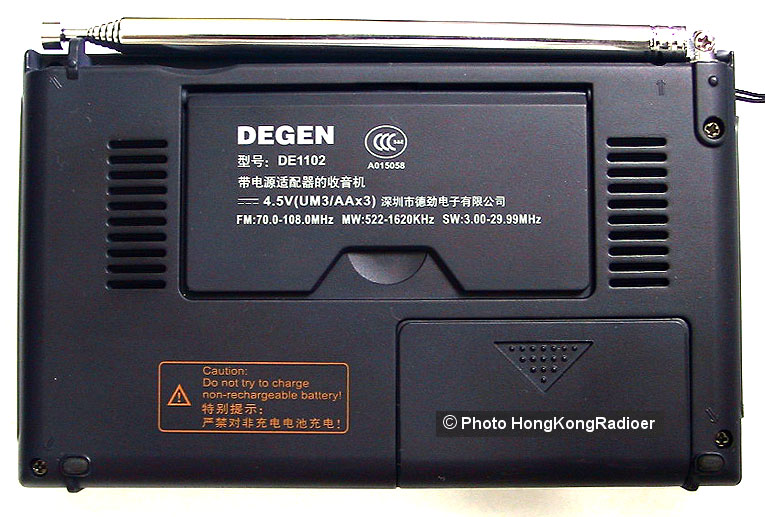 DEGEN
型号: DE1102
CCC S&E
A015058
带电源适配器的收音机
4.5V(UM3/AAx3) 深圳市德劲电子有限公司
FM:70.0-108.0MHz MW:522-1620KHz SW:3.00-29.99MHz
Caution:
Do not try to charge
non-rechargeable battery!
特别提示:
严禁对非充电电池充电!
© Photo HongKongRadioer